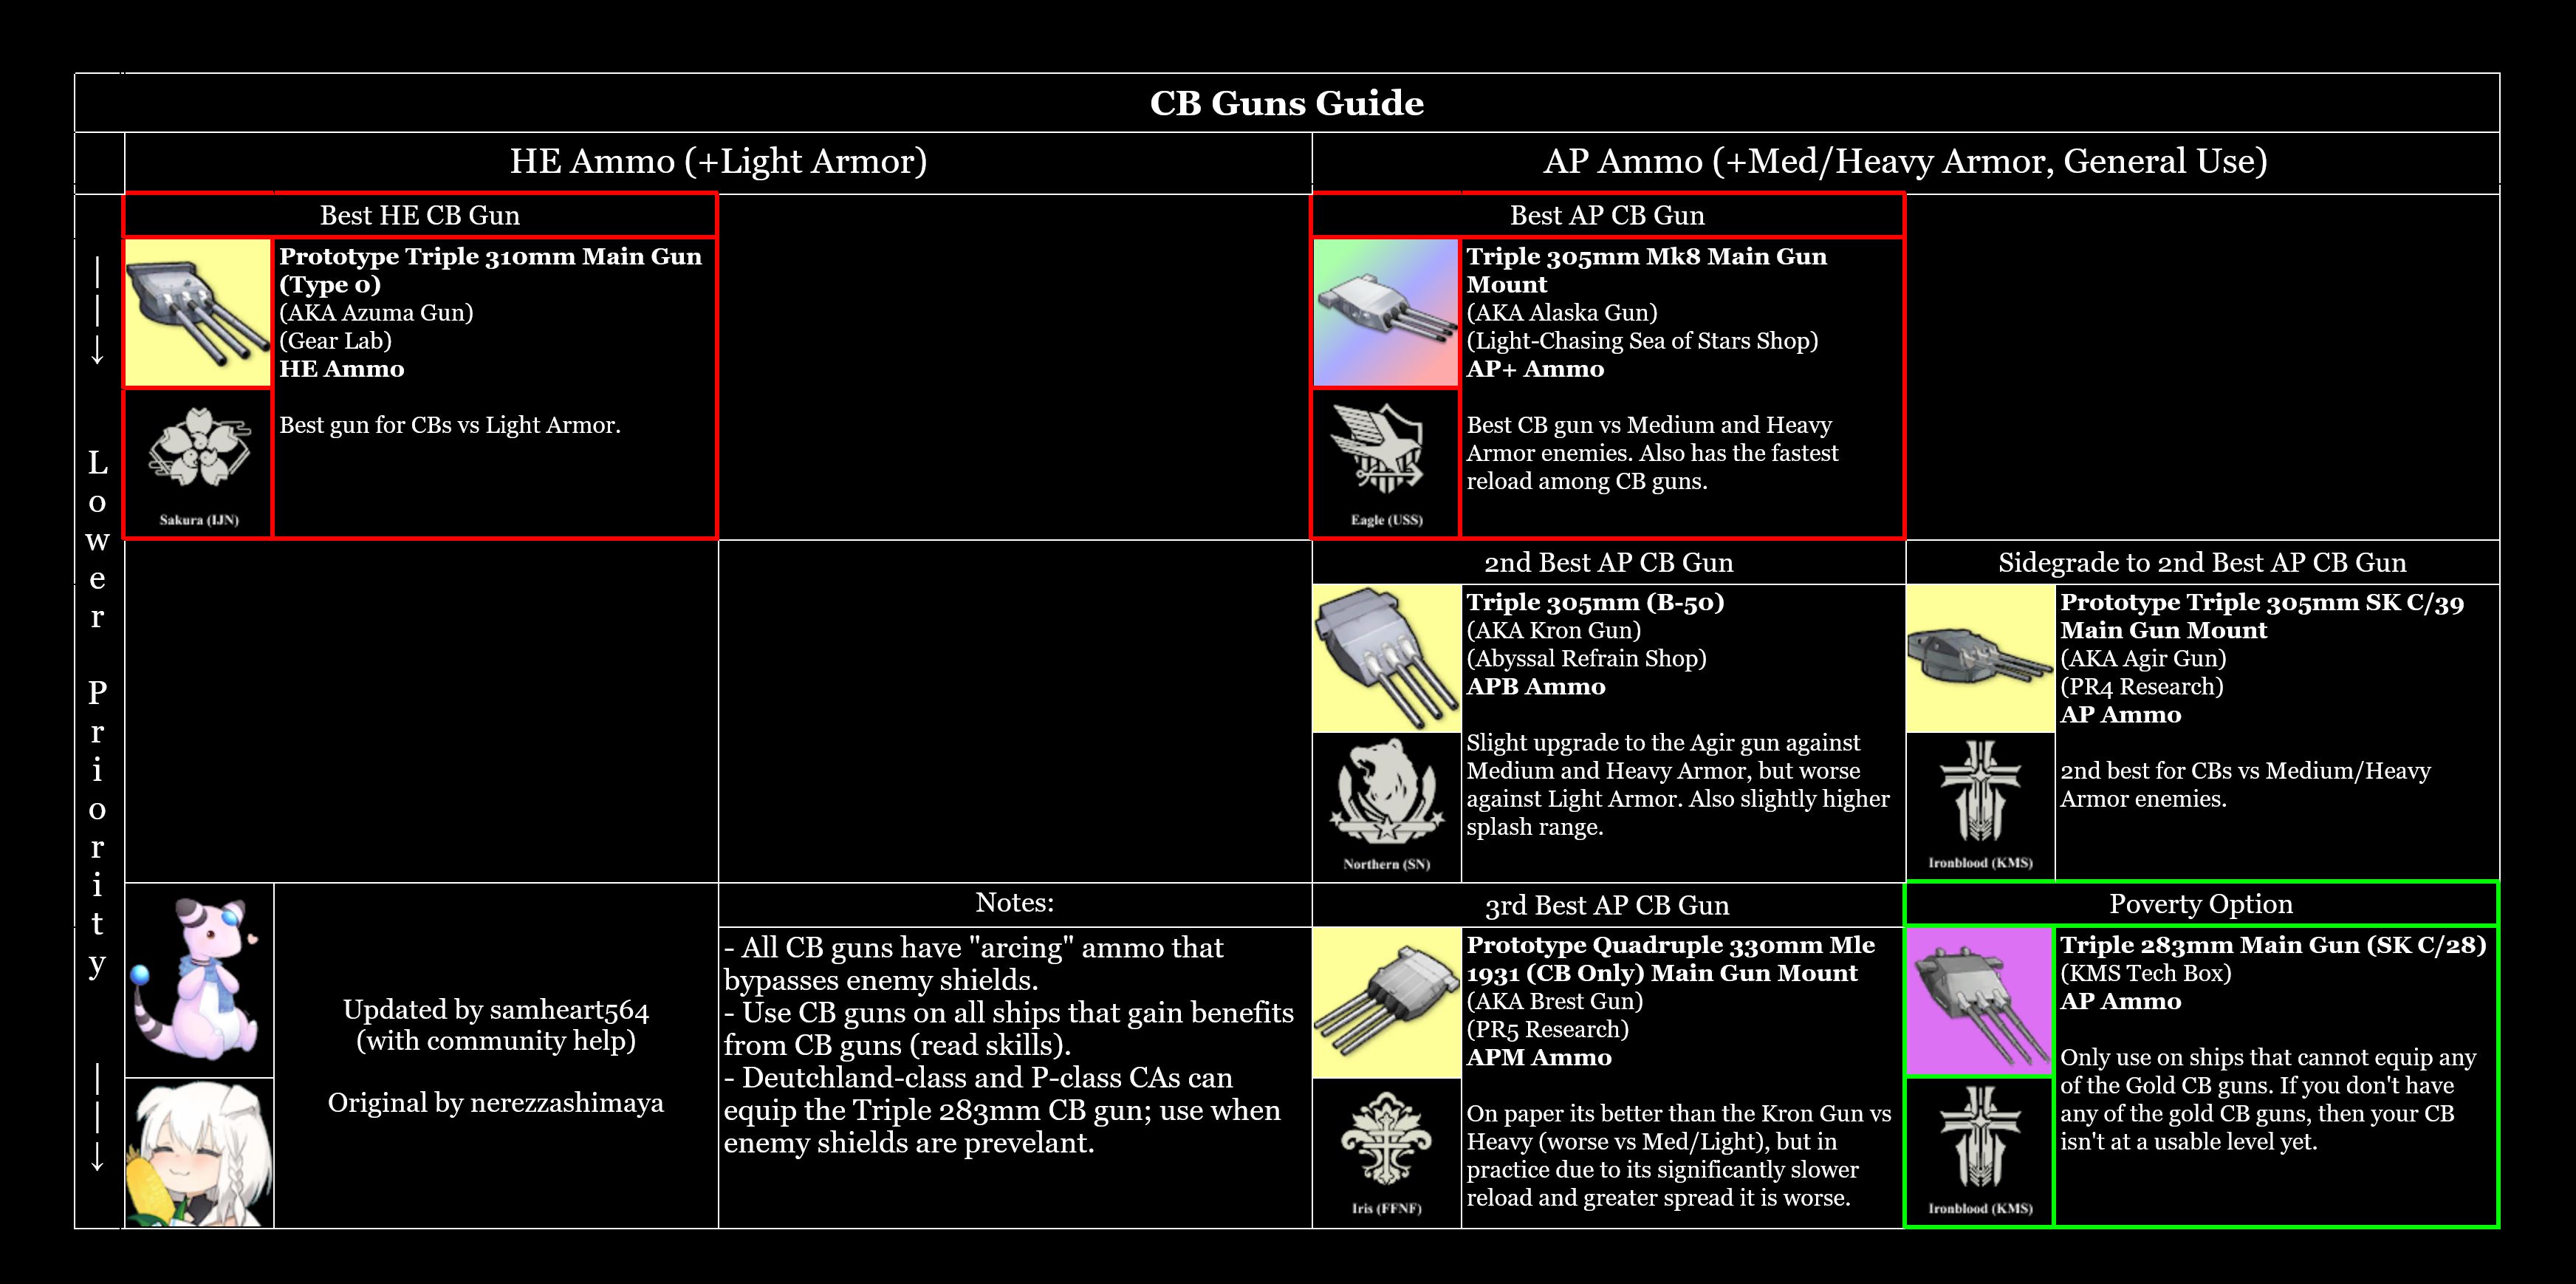 CB Guns Guide
HE Ammo (+Light Armor)
AP Ammo (+Med/Heavy Armor, General Use)
Lower Priority
Best HE CB Gun
Prototype Triple 310mm Main Gun
(Type 0)
(AKA Azuma Gun)
(Gear Lab)
HE Ammo
Best gun for CBs vs Light Armor.
Sakura (IJN)
Best AP CB Gun
Triple 305mm Mk8 Main Gun
Mount
(AKA Alaska Gun)
(Light-Chasing Sea of Stars Shop)
AP+ Ammo
Best CB gun vs Medium and Heavy
Armor enemies. Also has the fastest
reload among CB guns.
Eagle (USS)
2nd Best AP CB Gun
Triple 305mm (B-50)
(AKA Kron Gun)
(Abyssal Refrain Shop)
APB Ammo
Slight upgrade to the Agir gun against
Medium and Heavy Armor, but worse
against Light Armor. Also slightly higher
splash range.
Northern (SN)
Sidegrade to 2nd Best AP CB Gun
Prototype Triple 305mm SK C/39
Main Gun Mount
(AKA Agir Gun)
(PR4 Research)
AP Ammo
2nd best for CBs vs Medium/Heavy
Armor enemies.
Ironblood (KMS)
Updated by samheart564
(with community help)
Original by nerezzashimaya
Notes:
- All CB guns have "arcing" ammo that
bypasses enemy shields.
- Use CB guns on all ships that gain benefits
from CB guns (read skills).
- Deutchland-class and P-class CAs can
equip the Triple 283mm CB gun; use when
enemy shields are prevelant.
3rd Best AP CB Gun
Prototype Quadruple 330mm Mle
1931 (CB Only) Main Gun Mount
(AKA Brest Gun)
(PR5 Research)
APM Ammo
On paper its better than the Kron Gun vs
Heavy (worse vs Med/Light), but in
practice due to its significantly slower
reload and greater spread it is worse.
Iris (FFNF)
Poverty Option
Triple 283mm Main Gun (SK C/28)
(KMS Tech Box)
AP Ammo
Only use on ships that cannot equip any
of the Gold CB guns. If you don't have
any of the gold CB guns, then your CB
isn't at a usable level yet.
Ironblood (KMS)